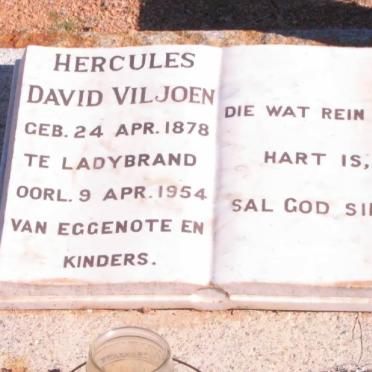 HERCULES
DAVID VILJOEN
GEB. 24 APR. 1878
TE LADYBRAND
OORL. 9 APR. 1954
VAN EGGENOTE EN
KINDERS.
DIE WAT REIN
HART IS,
SAL GOD